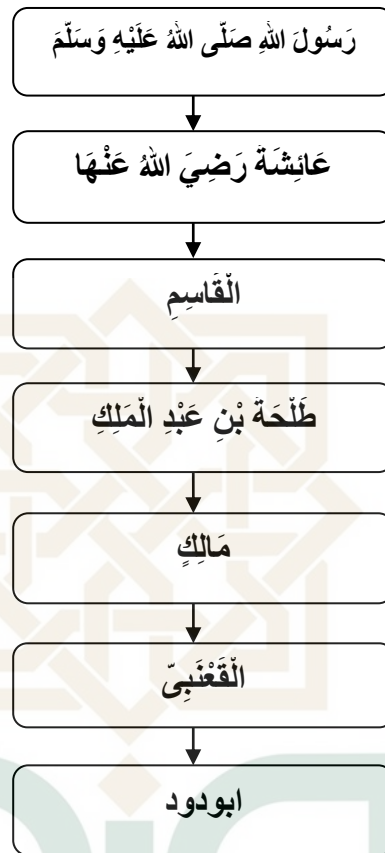 رَسُولَ اللهِ صَلَّى اللهُ عَلَيْهِ وَسَلَّمَ
عَائِشَةَ رَضِيَ اللهُ عَنْهَا
الْقَاسِمِ
طَلْحَةَ بْنِ عَبْدِ الْمَلِكِ
مَالِكٍ
الْقَعْنَبِىّ
ابودود